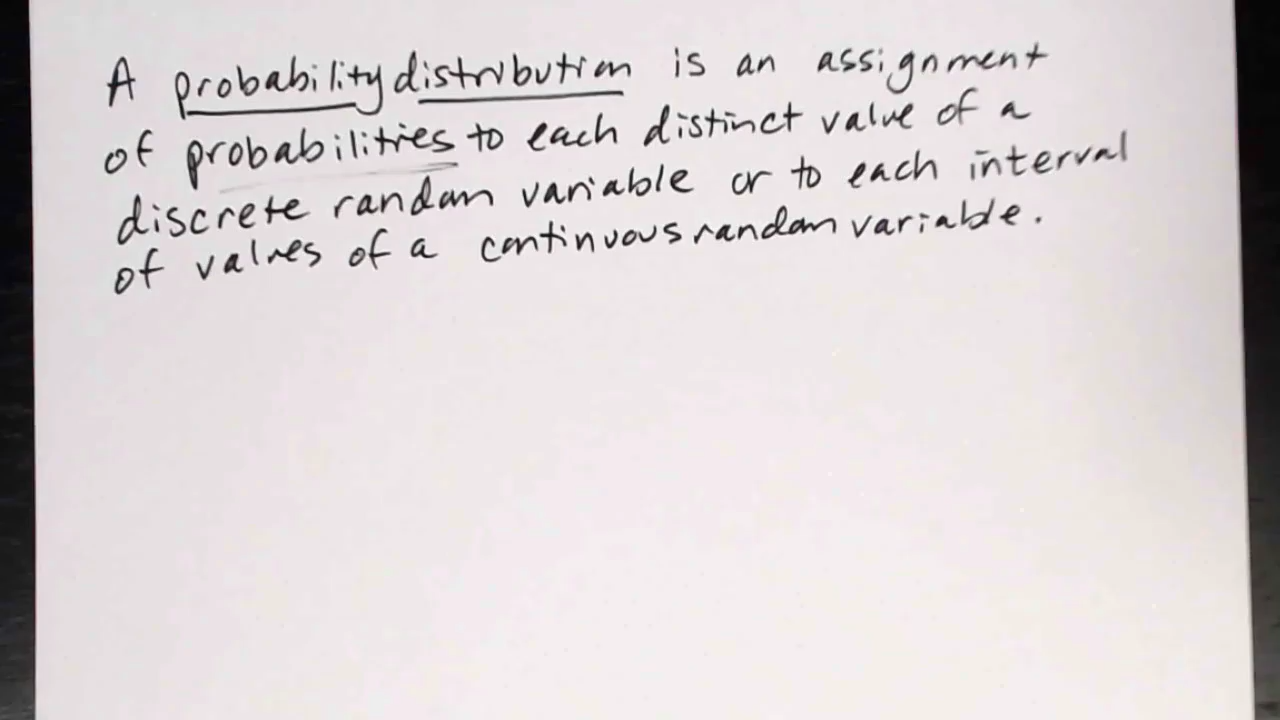 A probability distribution is an assignment
of probabilities to each distinct value of a
discrete random variable or to each interval
of values of a continuous random variable.